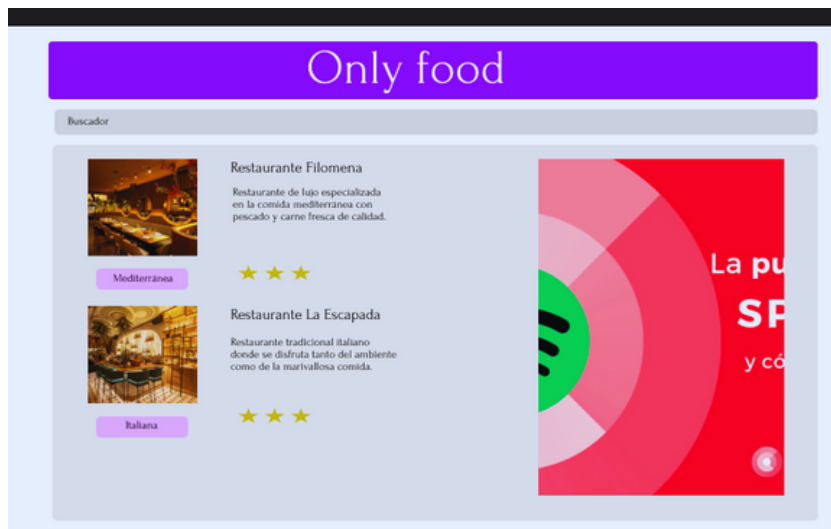 Only food
Buscador
Restaurante Filomena
Restaurante de lujo especializada
en la comida mediterranea con
pescado y carne fresca de calidad.
Mediterránea
Restaurante La Escapada
Restaurante tradicional italiano
donde se disfruta tanto del ambiente
como de la marivallosa comida.
Italiana
La pu
SP
y có